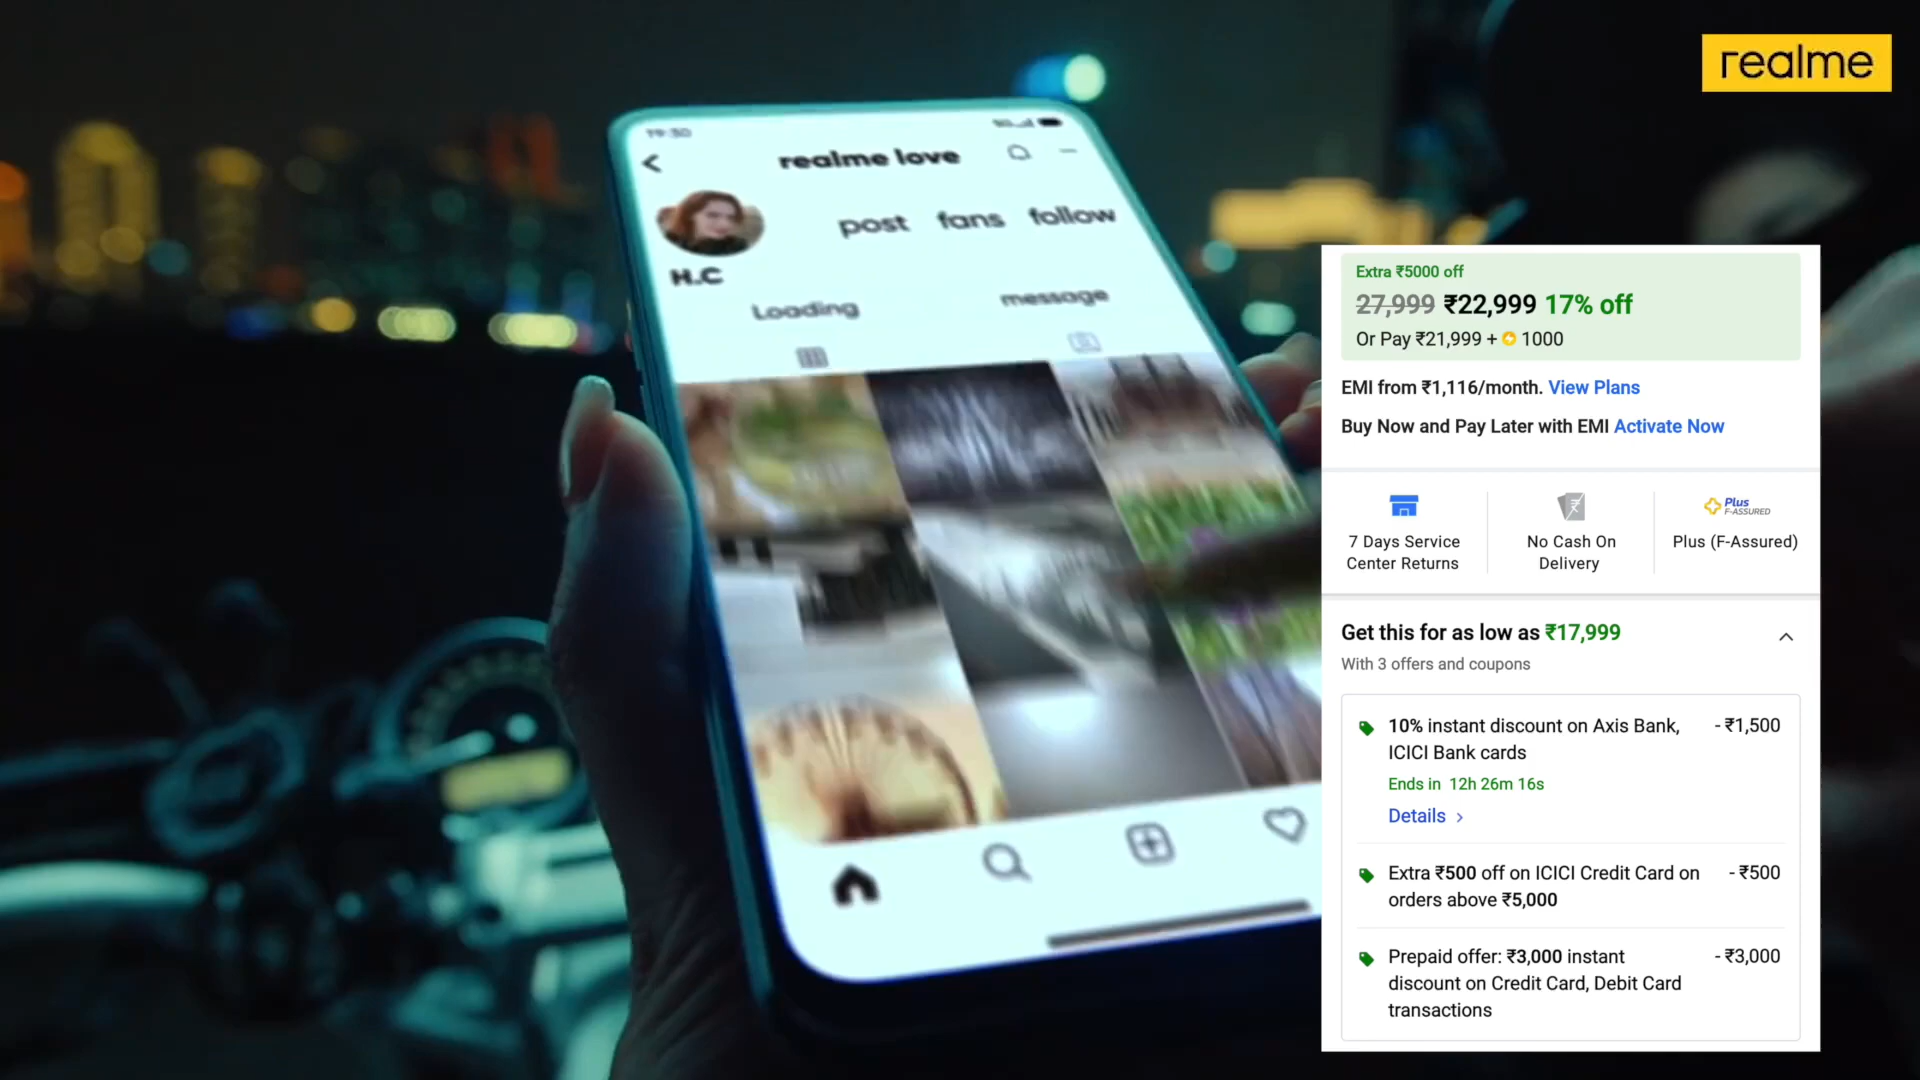 realme
19:30
realme love
post fans follow
H.C
Loading message
Extra ₹5000 off
27,999 ₹22,999 17% off
Or Pay ₹21,999 + 1000
EMI from ₹1,116/month. View Plans
Buy Now and Pay Later with EMI Activate Now
7 Days Service
Center Returns
No Cash On
Delivery
Plus
F-ASSURED
Plus (F-Assured)
Get this for as low as ₹17,999
With 3 offers and coupons
10% instant discount on Axis Bank, - ₹1,500
ICICI Bank cards
Ends in 12h 26m 16s
Details >
Extra ₹500 off on ICICI Credit Card on - ₹500
orders above ₹5,000
Prepaid offer: ₹3,000 instant - ₹3,000
discount on Credit Card, Debit Card
transactions